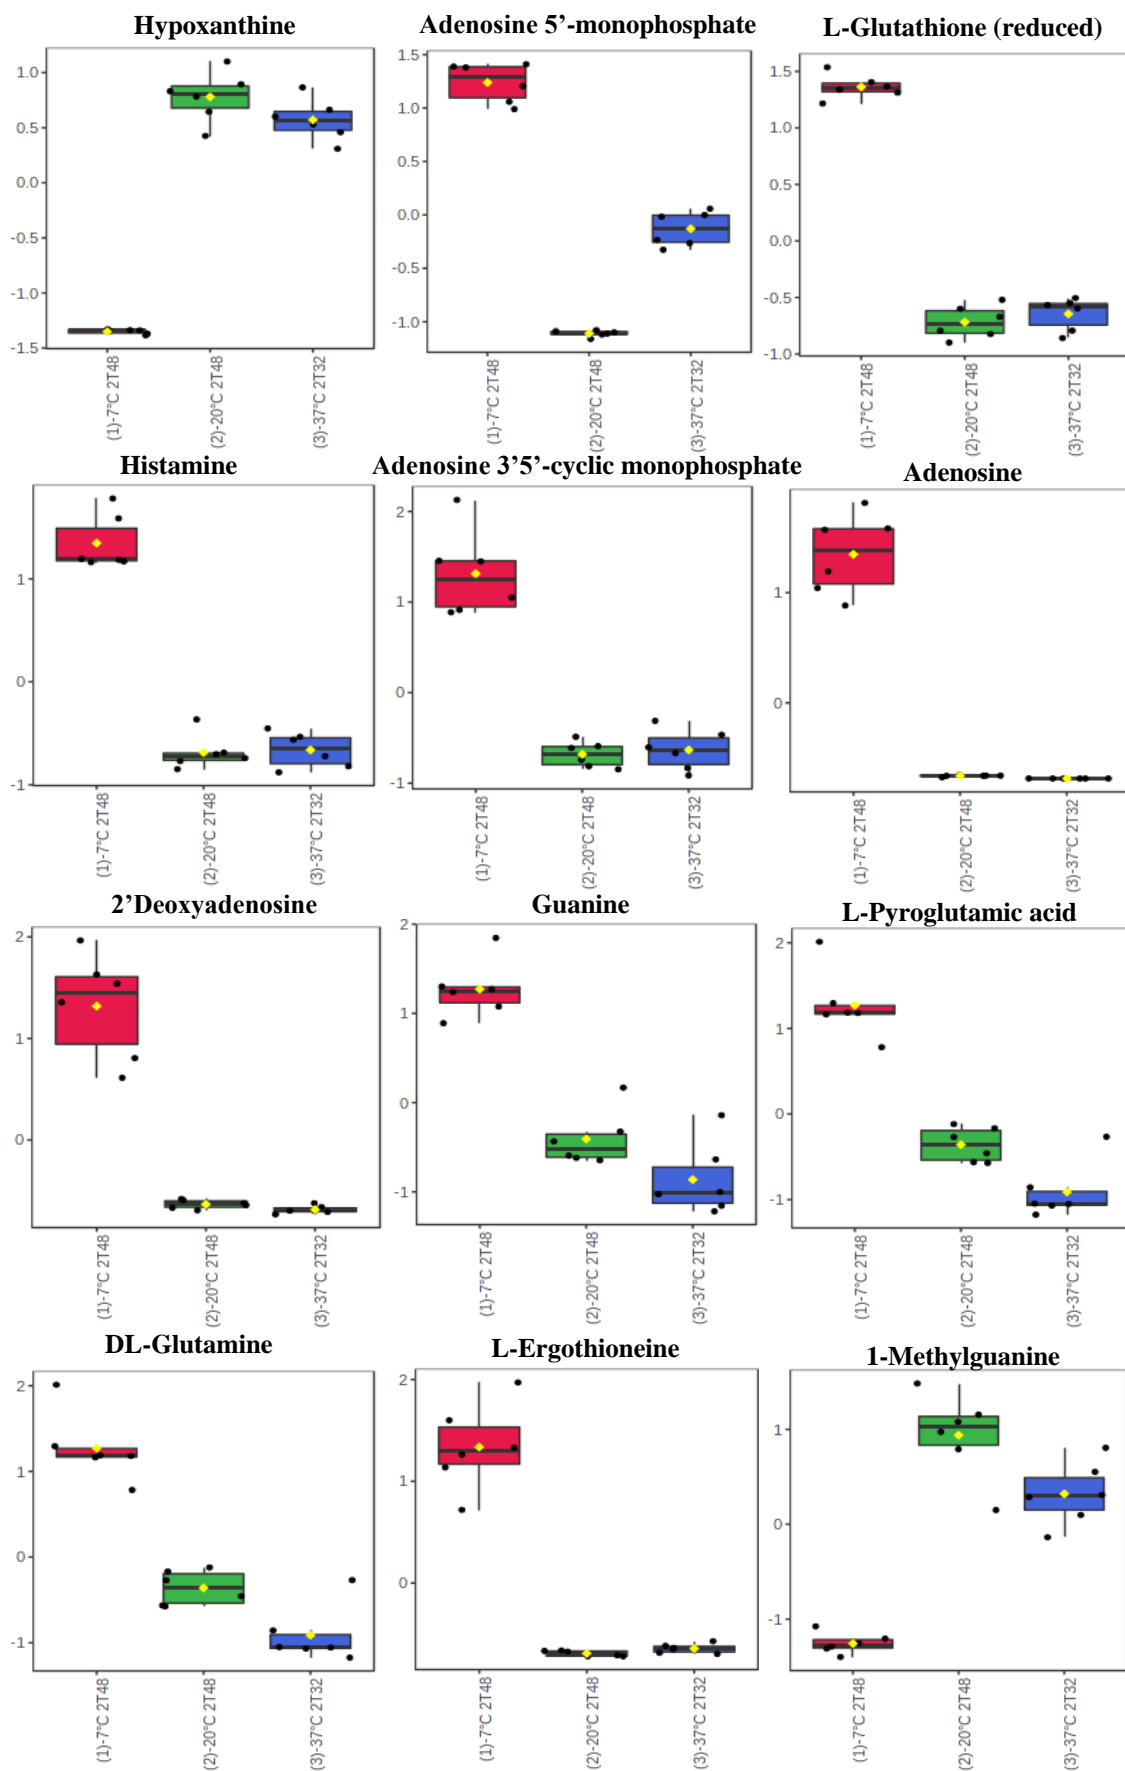 Hypoxanthine
1.0
0.5
0.0
-0.5
-1.0
-1.5
(1)-7°C 2T48
(2)-20°C 2T48
(3)-37°C 2T32
Adenosine 5’-monophosphate
1.5
1.0
0.5
0.0
-0.5
-1.0
(1)-7°C 2T48
(2)-20°C 2T48
(3)-37°C 2T32
L-Glutathione (reduced)
1.5
1.0
0.5
0.0
-0.5
-1.0
(1)-7°C 2T48
(2)-20°C 2T48
(3)-37°C 2T32
Histamine
1
0
-1
(1)-7°C 2T48
(2)-20°C 2T48
(3)-37°C 2T32
Adenosine 3’5’-cyclic monophosphate
2
1
0
-1
(1)-7°C 2T48
(2)-20°C 2T48
(3)-37°C 2T32
Adenosine
1
0
(1)-7°C 2T48
(2)-20°C 2T48
(3)-37°C 2T32
2’Deoxyadenosine
2
1
0
(1)-7°C 2T48
(2)-20°C 2T48
(3)-37°C 2T32
Guanine
2
1
0
-1
(1)-7°C 2T48
(2)-20°C 2T48
(3)-37°C 2T32
L-Pyroglutamic acid
2
1
0
-1
(1)-7°C 2T48
(2)-20°C 2T48
(3)-37°C 2T32
DL-Glutamine
2
1
0
-1
(1)-7°C 2T48
(2)-20°C 2T48
(3)-37°C 2T32
L-Ergothioneine
2
1
0
(1)-7°C 2T48
(2)-20°C 2T48
(3)-37°C 2T32
1-Methylguanine
1
0
-1
(1)-7°C 2T48
(2)-20°C 2T48
(3)-37°C 2T32